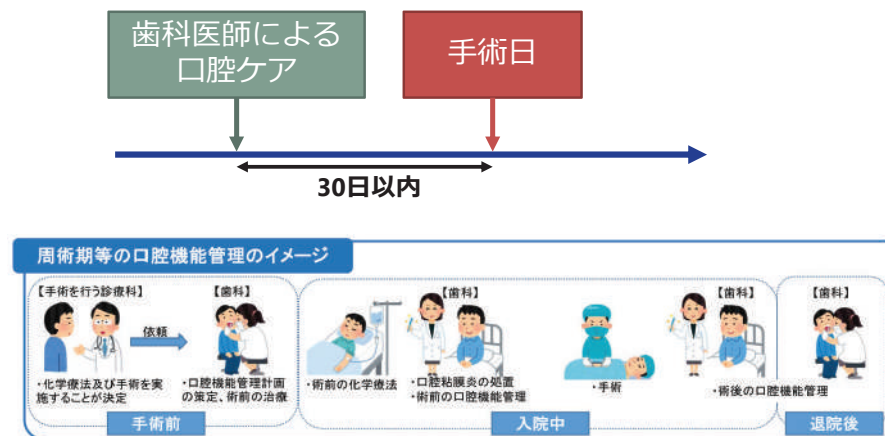 歯科医師による
口腔ケア
手術日
30日以内
周術期等の口腔機能管理のイメージ
【手術を行う診療科】
依頼
・化学療法及び手術を実
施することが決定
【歯科】
・口腔機能管理計画
の策定、術前の治療
手術前
・術前の化学療法
【歯科】
・口腔粘膜炎の処置
・術前の口腔機能管理
・手術
【歯科】
・術後の口腔機能管理
入院中
【歯科】
退院後